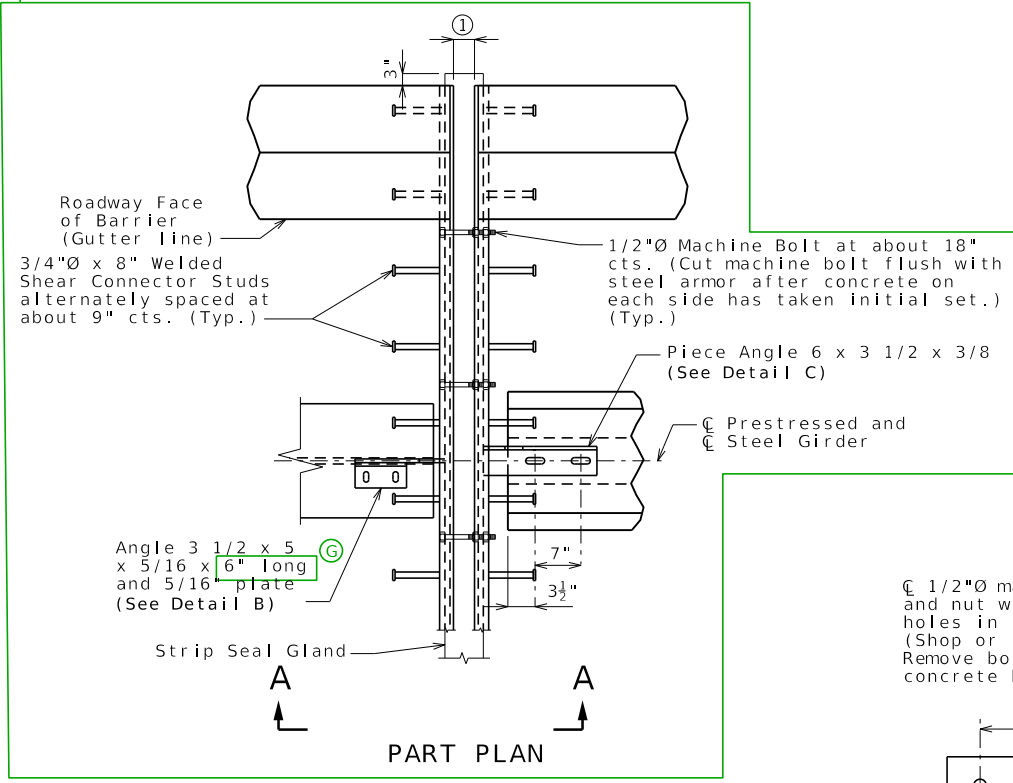 ①
3"
Roadway Face
of Barrier
(Gutter line)
3/4"Ø x 8" Welded
Shear Connector Studs
alternately spaced at
about 9" cts. (Typ.)
1/2"Ø Machine Bolt at about 18"
cts. (Cut machine bolt flush with
steel armor after concrete on
each side has taken initial set.)
(Typ.)
Piece Angle 6 x 3 1/2 x 3/8
(See Detail C)
℄ Prestressed and
℄ Steel Girder
Angle 3 1/2 x 5
x 5/16 x 6" long
and 5/16" plate
(See Detail B)
G
7"
3½"
Strip Seal Gland
A
A
PART PLAN
℄ 1/2"Ø m
and nut w
holes in
(Shop or
Remove bo
concrete